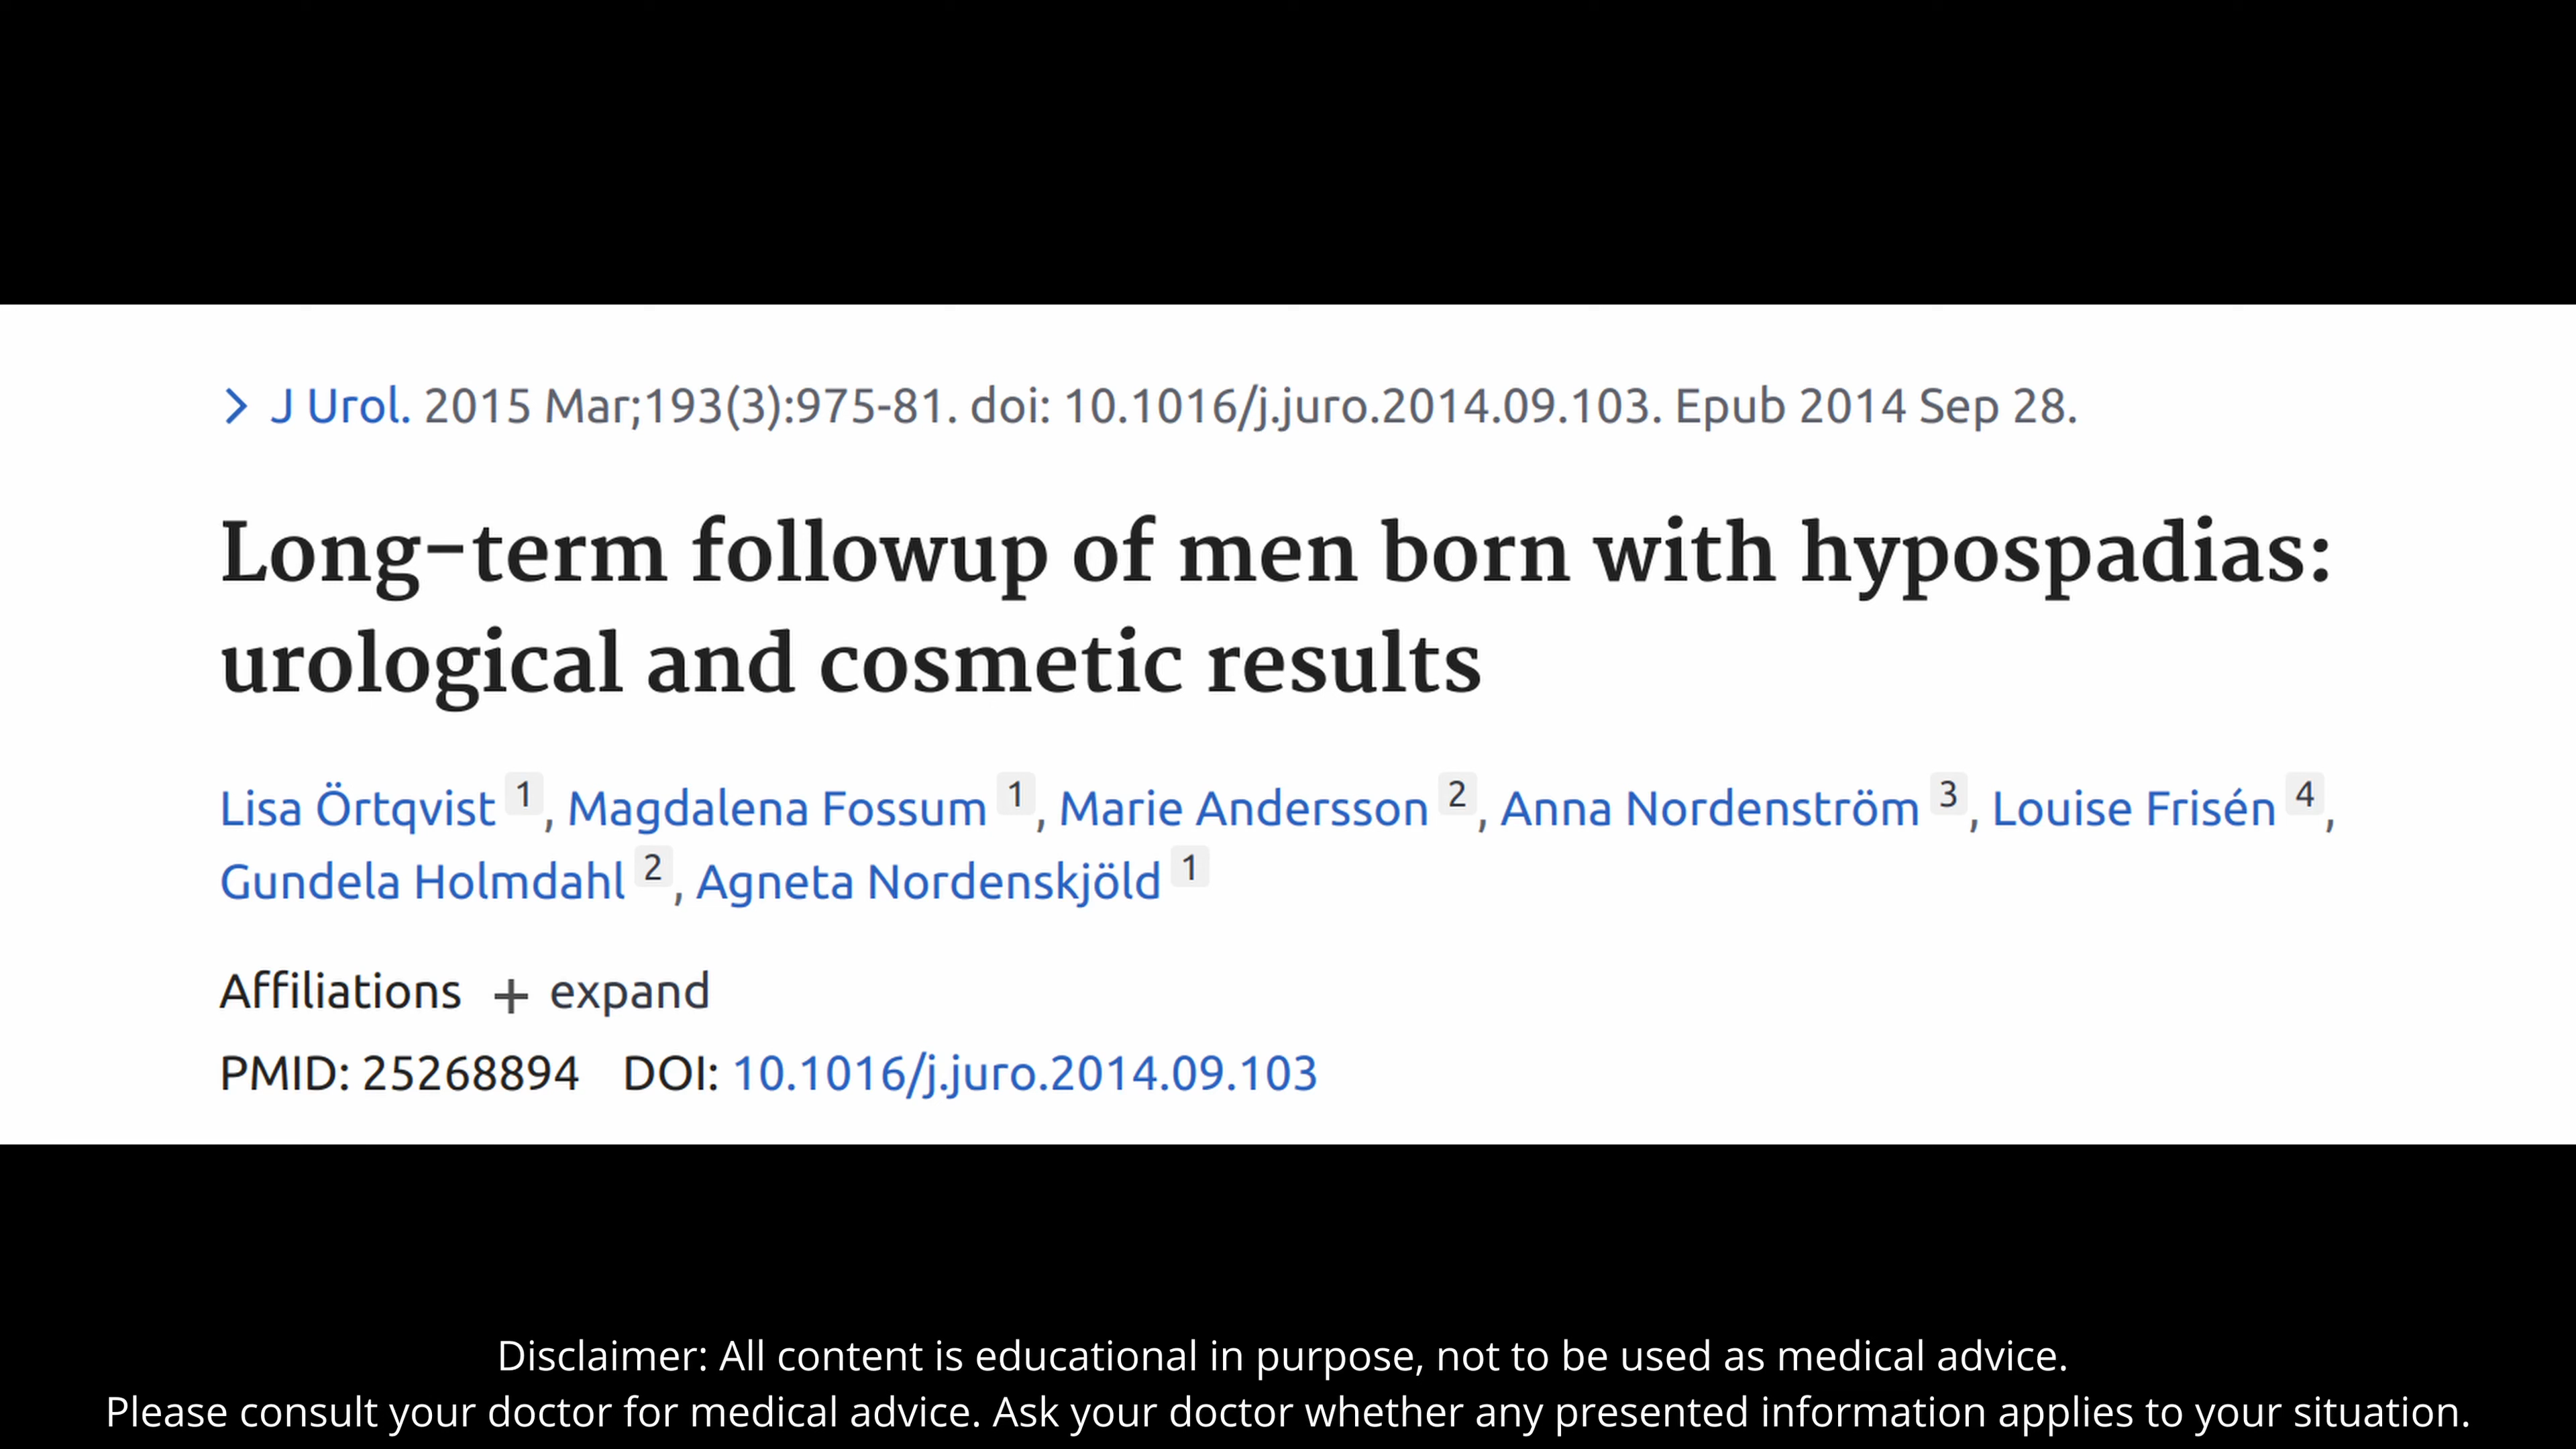 > J Urol. 2015 Mar;193(3):975-81. doi: 10.1016/j.juro.2014.09.103. Epub 2014 Sep 28.
Long-term followup of men born with hypospadias:
urological and cosmetic results
Lisa Örtqvist 1, Magdalena Fossum 1, Marie Andersson 2, Anna Nordenström 3, Louise Frisén 4,
Gundela Holmdahl 2, Agneta Nordenskjöld 1
Affiliations + expand
PMID: 25268894 DOI: 10.1016/j.juro.2014.09.103
Disclaimer: All content is educational in purpose, not to be used as medical advice.
Please consult your doctor for medical advice. Ask your doctor whether any presented information applies to your situation.